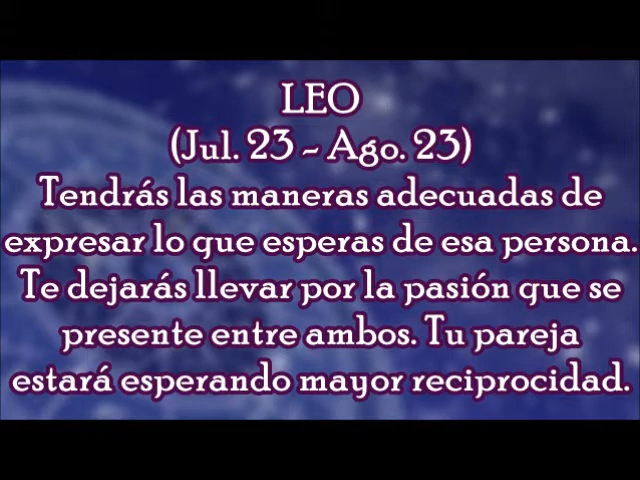 LEO
(Jul. 23 - Ago. 23)
Tendrás las maneras adecuadas de
expresar lo que esperas de esa persona.
Te dejarás llevar por la pasión que se
presente entre ambos. Tu pareja
estará esperando mayor reciprocidad.